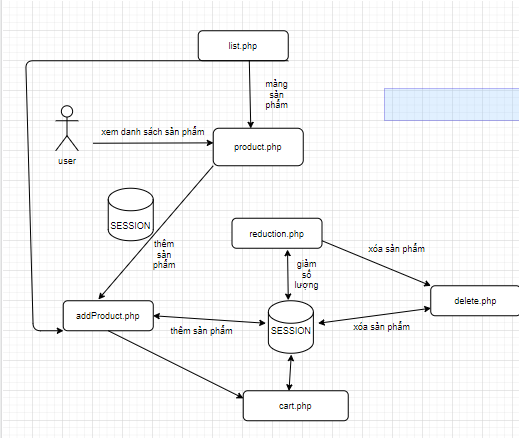 list.php
mảng
sản
phẩm
xem danh sách sản phẩm
product.php
user
SESSION
thêm
sản
phẩm
reduction.php
xóa sản phẩm
giảm
số
lượng
delete.php
addProduct.php
thêm sản phẩm
SESSION
xóa sản phẩm
cart.php